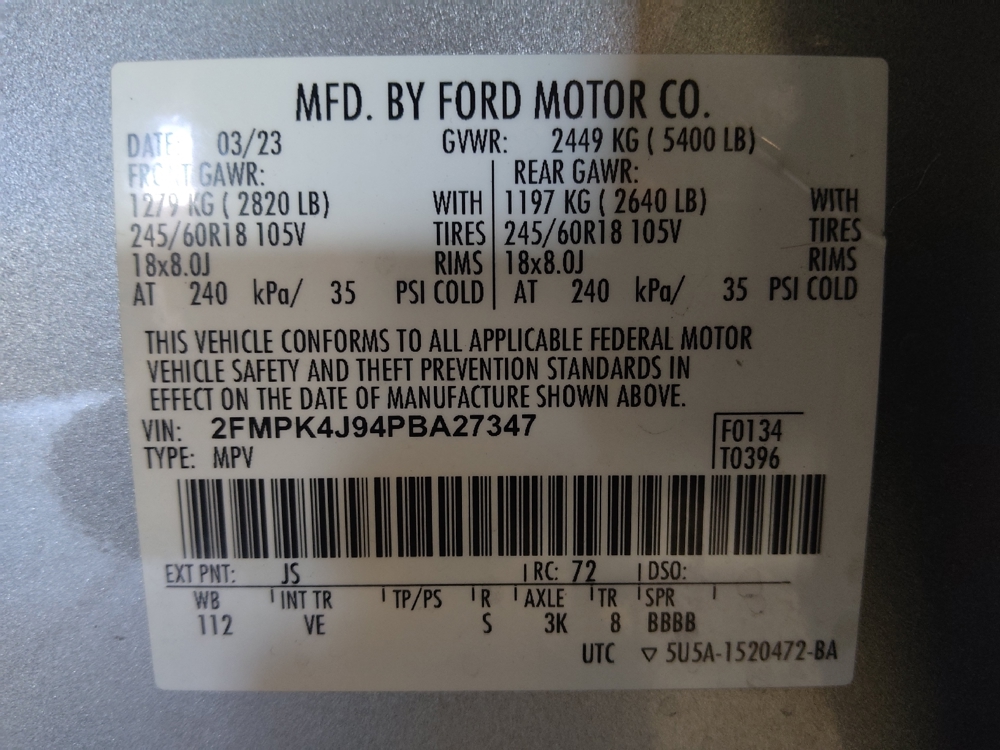 MFD. BY FORD MOTOR CO.
DATE: 03/23 GVWR: 2449 KG ( 5400 LB)
FRONT GAWR: REAR GAWR:
1279 KG ( 2820 LB) WITH 1197 KG ( 2640 LB) WITH
245/60R18 105V TIRES 245/60R18 105V TIRES
18x8.0J RIMS 18x8.0J RIMS
AT 240 kPa/ 35 PSI COLD AT 240 kPa/ 35 PSI COLD
THIS VEHICLE CONFORMS TO ALL APPLICABLE FEDERAL MOTOR
VEHICLE SAFETY AND THEFT PREVENTION STANDARDS IN
EFFECT ON THE DATE OF MANUFACTURE SHOWN ABOVE.
VIN: 2FMPK4J94PBA27347 F0134
TYPE: MPV T0396
EXT PNT: JS RC: 72 DSO:
WB INT TR TP/PS R AXLE TR SPR
112 VE S 3K 8 BBBB
UTC ▽ 5U5A-1520472-BA